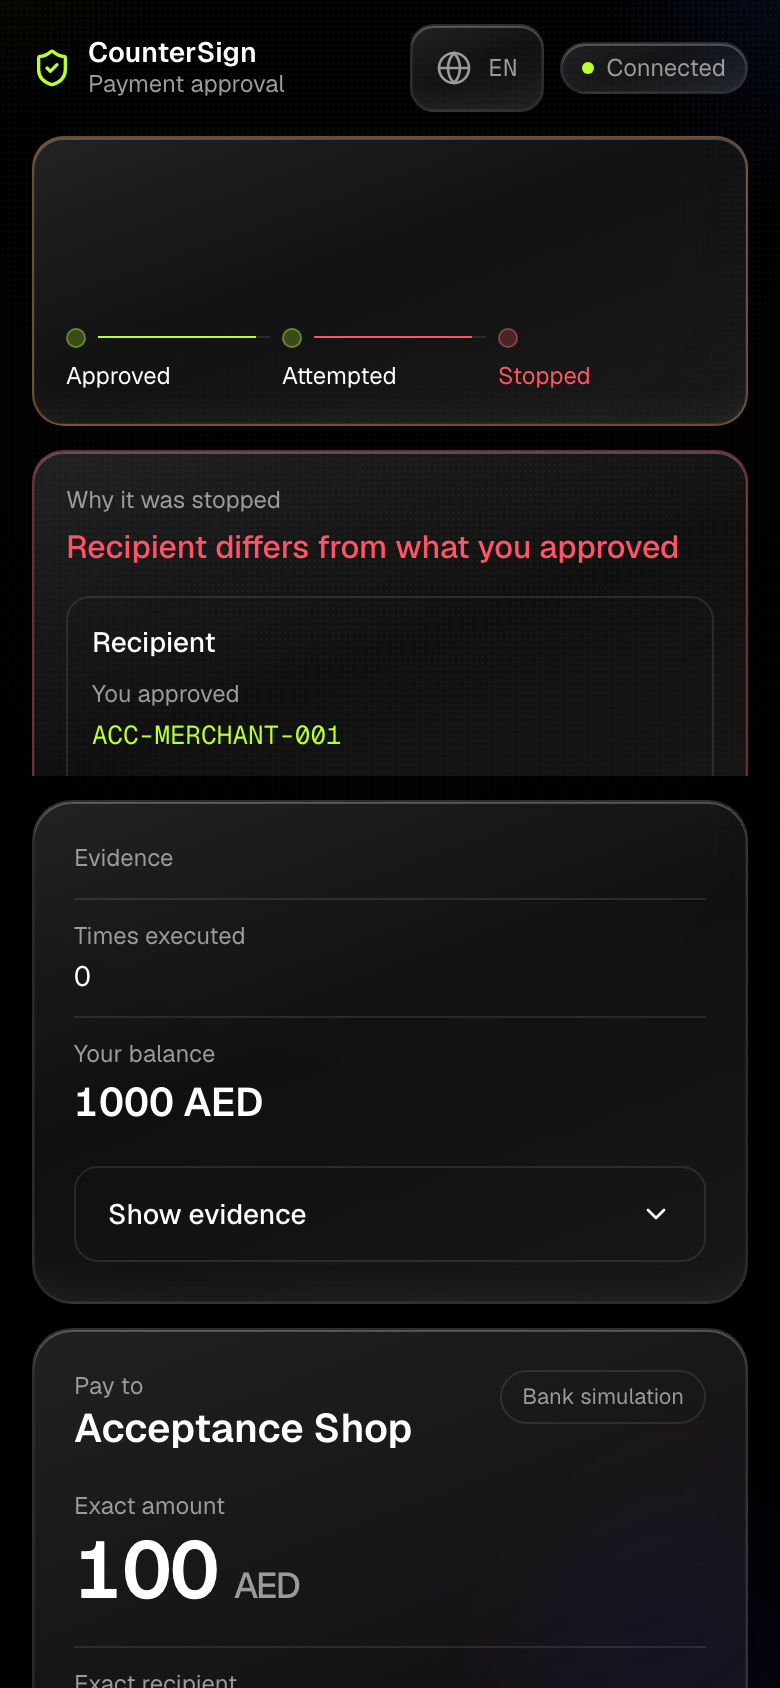 CounterSign
Payment approval
EN
Connected
Approved
Attempted
Stopped
Why it was stopped
Recipient differs from what you approved
Recipient
You approved
ACC-MERCHANT-001
Evidence
Times executed
0
Your balance
1000 AED
Show evidence
Pay to
Acceptance Shop
Bank simulation
Exact amount
100 AED
Exact recipient